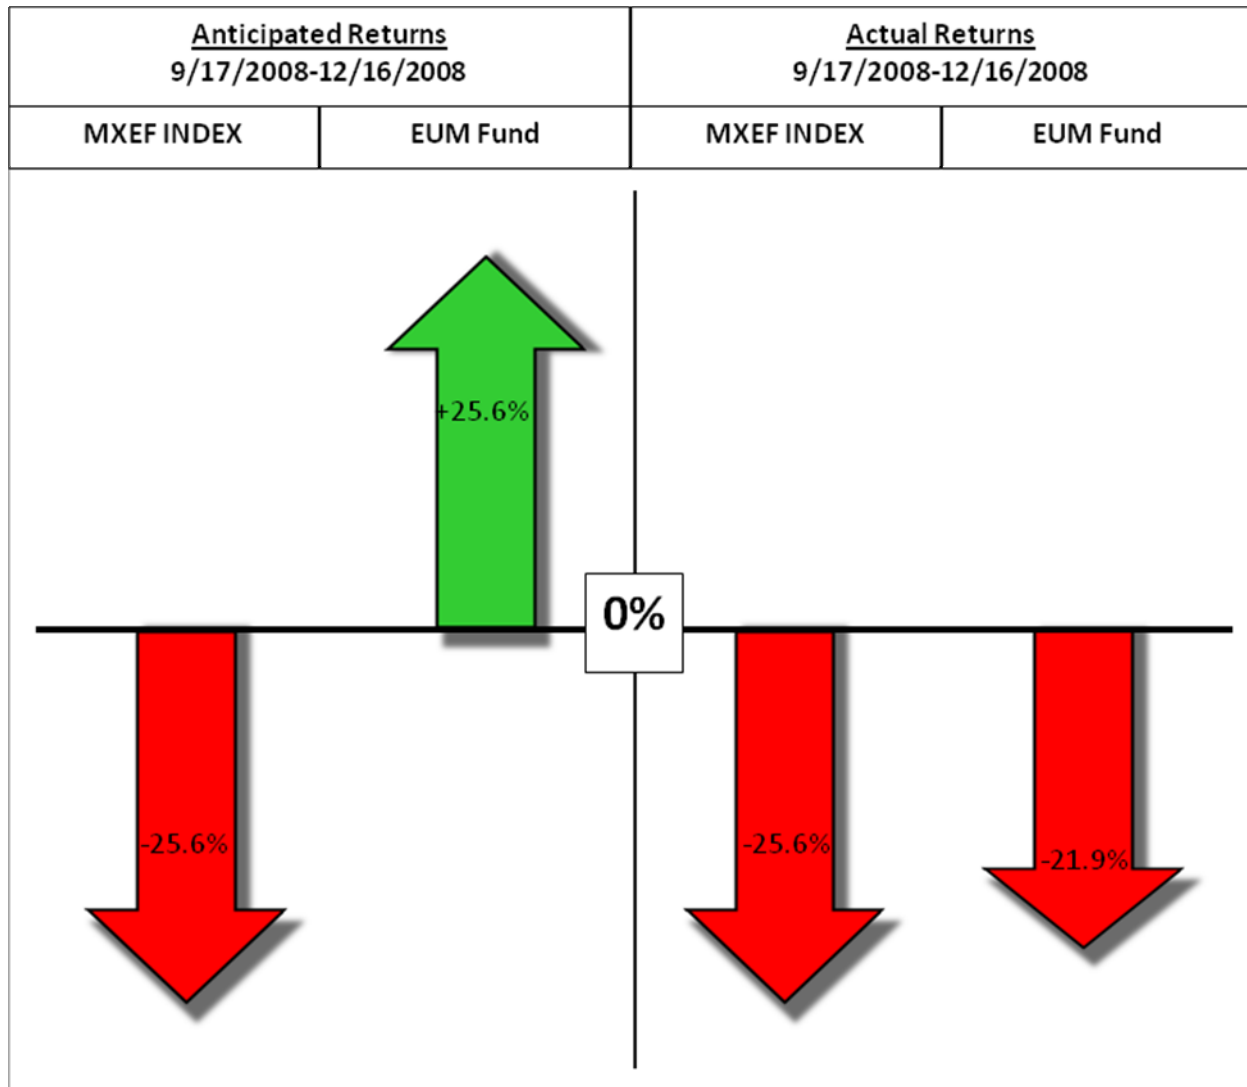 Anticipated Returns
9/17/2008-12/16/2008
Actual Returns
9/17/2008-12/16/2008
MXEF INDEX
EUM Fund
MXEF INDEX
EUM Fund
+25.6%
0%
-25.6%
-25.6%
-21.9%